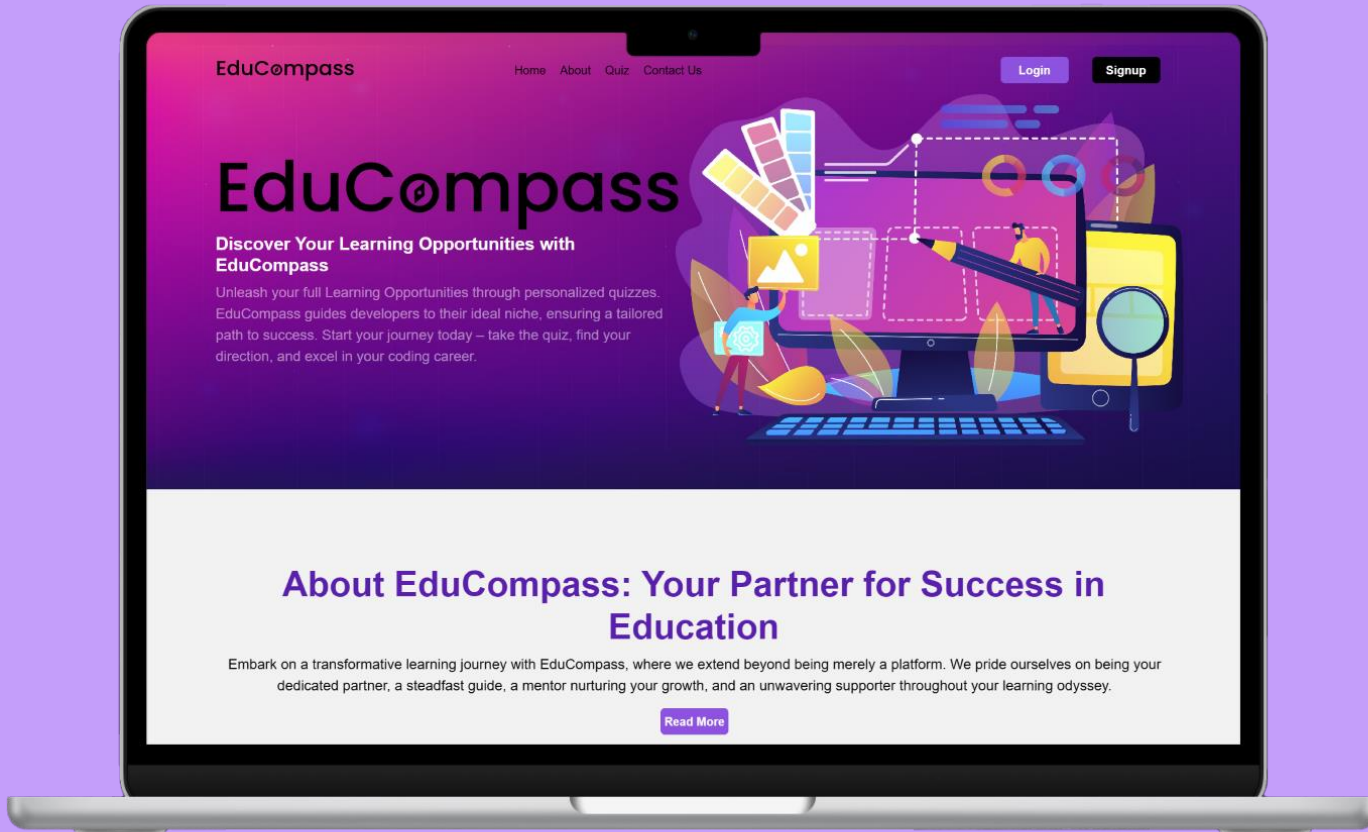 EduCompass
Home About Quiz Contact Us
Login
Signup
EduCompass
Discover Your Learning Opportunities with
EduCompass
Unleash your full Learning Opportunities through personalized quizzes.
EduCompass guides developers to their ideal niche, ensuring a tailored
path to success. Start your journey today – take the quiz, find your
direction, and excel in your coding career.
About EduCompass: Your Partner for Success in
Education
Embark on a transformative learning journey with EduCompass, where we extend beyond being merely a platform. We pride ourselves on being your
dedicated partner, a steadfast guide, a mentor nurturing your growth, and an unwavering supporter throughout your learning odyssey.
Read More